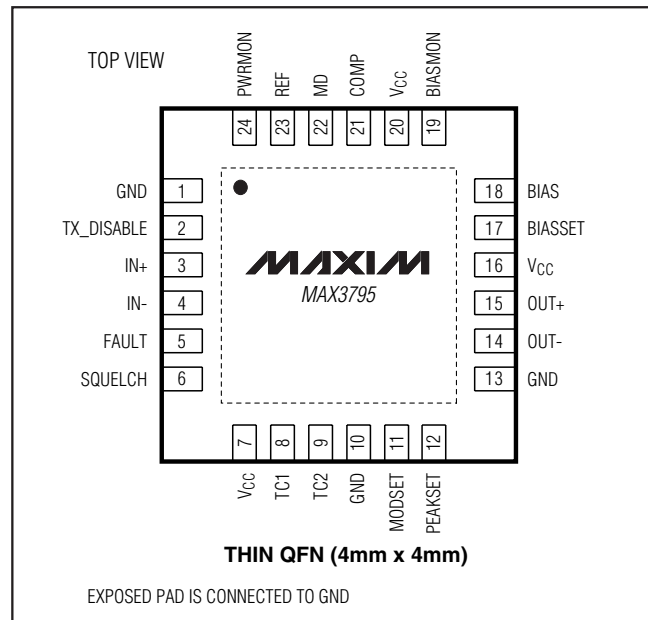 TOP VIEW
PWRMON
REF
MD
COMP
VCC
BIASMON
24
23
22
21
20
19
GND 1
TX_DISABLE 2
IN+ 3
IN- 4
FAULT 5
SQUELCH 6
18 BIAS
17 BIASSET
16 VCC
15 OUT+
14 OUT-
13 GND
MAXIM
MAX3795
7
8
9
10
11
12
VCC
TC1
TC2
GND
MODSET
PEAKSET
THIN QFN (4mm x 4mm)
EXPOSED PAD IS CONNECTED TO GND